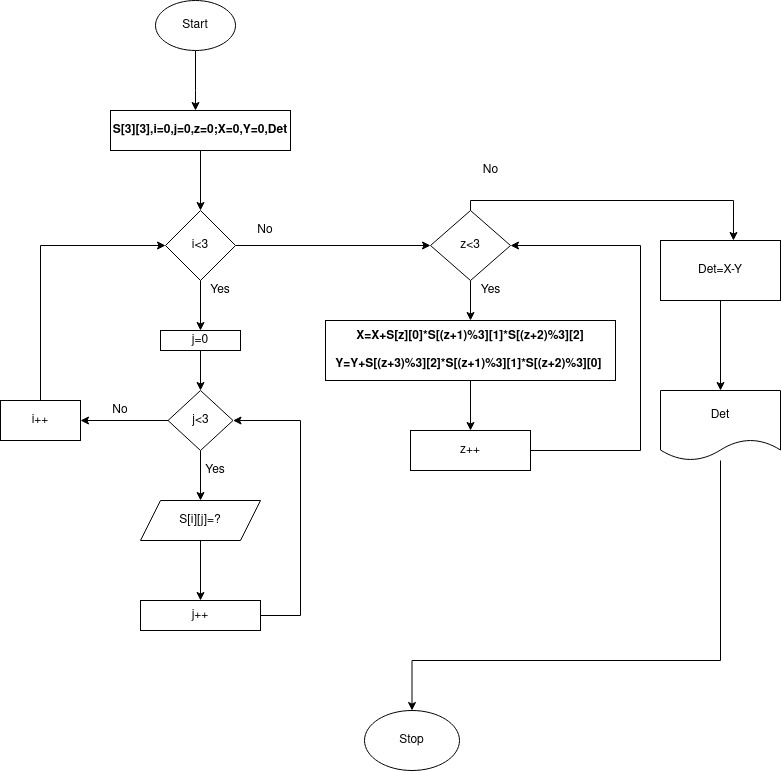 Start
S[3][3],i=0,j=0,z=0;X=0,Y=0,Det
i<3
No
Yes
j=0
j<3
No
i++
Yes
S[i][j]=?
j++
z<3
No
Yes
X=X+S[z][0]*S[(z+1)%3][1]*S[(z+2)%3][2]
Y=Y+S[(z+3)%3][2]*S[(z+1)%3][1]*S[(z+2)%3][0]
z++
Det=X-Y
Det
Stop